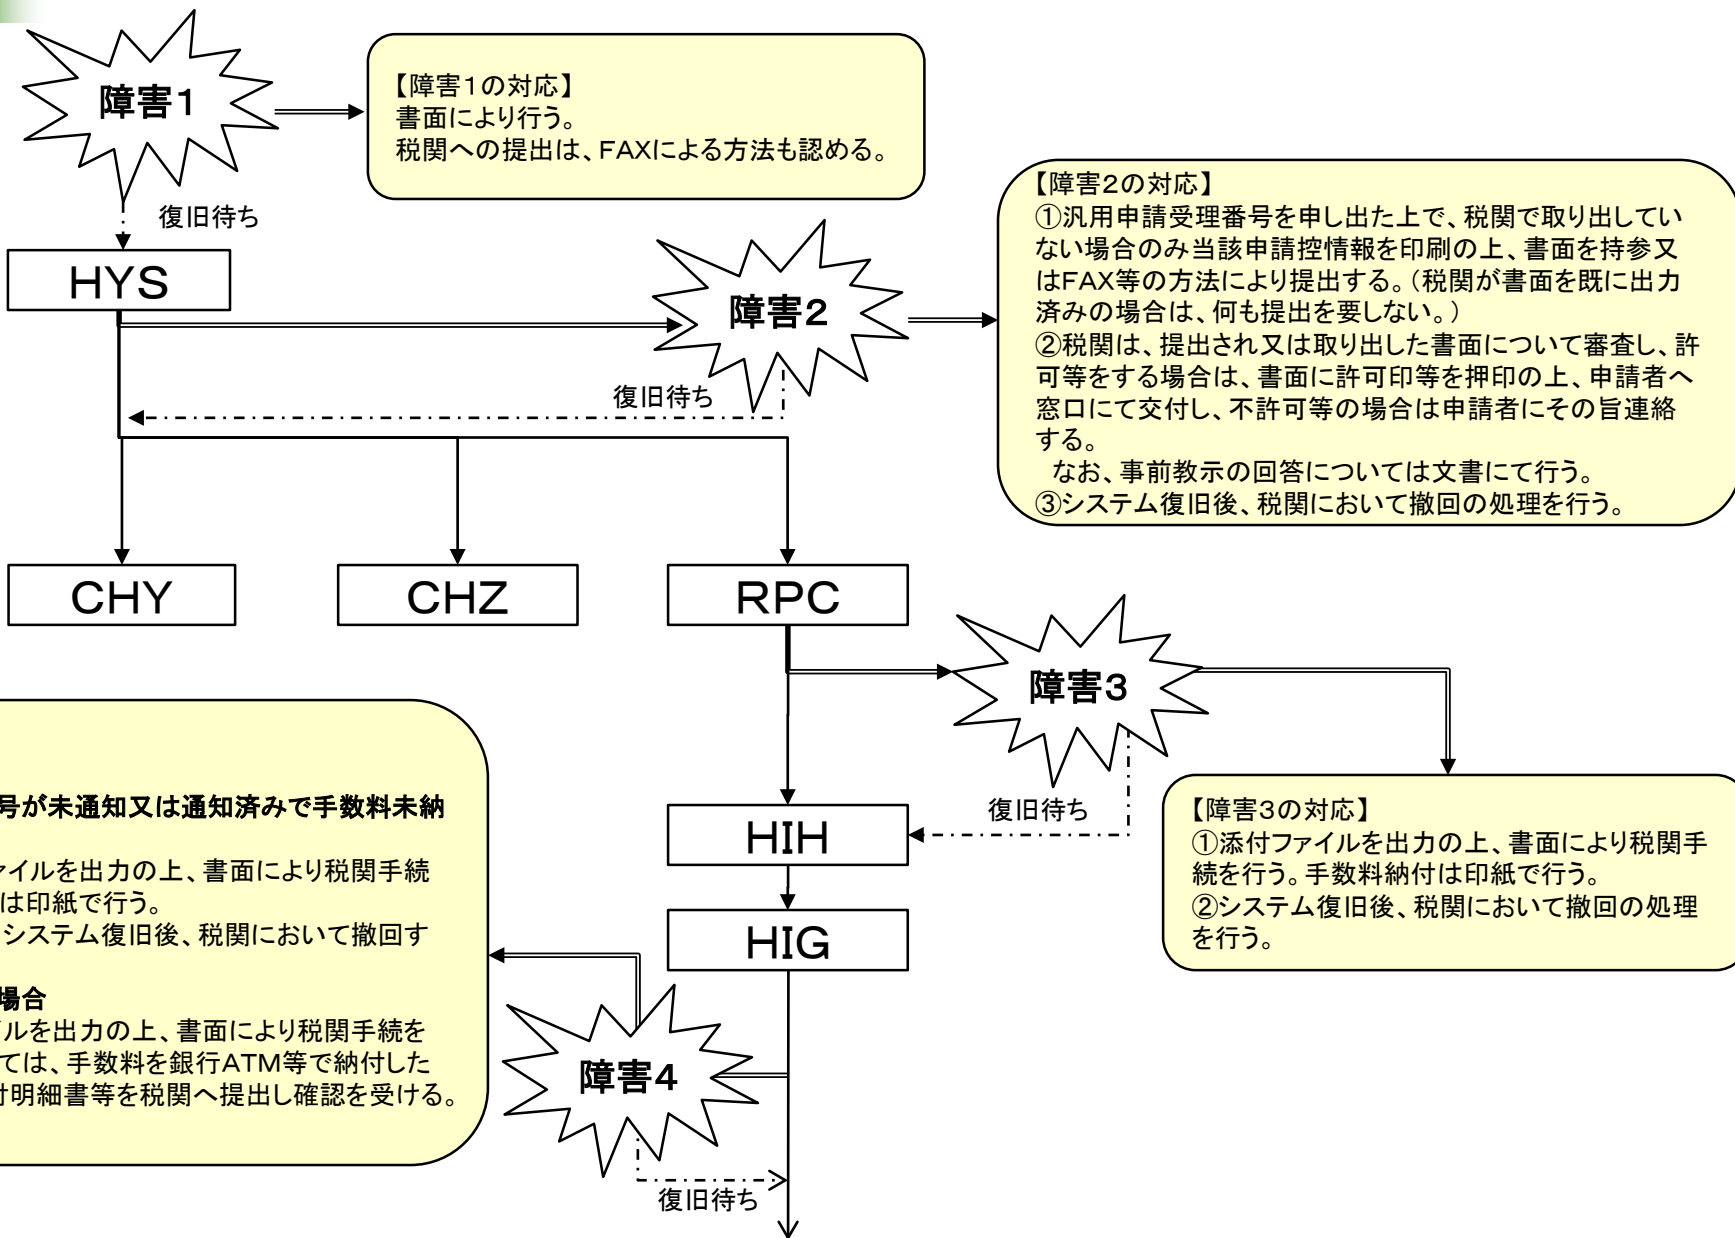 障害1
【障害1の対応】
書面により行う。
税関への提出は、FAXによる方法も認める。
復旧待ち
HYS
障害2
【障害2の対応】
①汎用申請受理番号を申し出た上で、税関で取り出してい
ない場合のみ当該申請控情報を印刷の上、書面を持参又
はFAX等の方法により提出する。(税関が書面を既に出力
済みの場合は、何も提出を要しない。)
②税関は、提出され又は取り出した書面について審査し、許
可等をする場合は、書面に許可印等を押印の上、申請者へ
窓口にて交付し、不許可等の場合は申請者にその旨連絡
する。
なお、事前教示の回答については文書にて行う。
③システム復旧後、税関において撤回の処理を行う。
復旧待ち
CHY
CHZ
RPC
障害3
復旧待ち
【障害3の対応】
①添付ファイルを出力の上、書面により税関手
続を行う。手数料納付は印紙で行う。
②システム復旧後、税関において撤回の処理
を行う。
HIH
HIG
号が未通知又は通知済みで手数料未納
ァイルを出力の上、書面により税関手続
は印紙で行う。
システム復旧後、税関において撤回す
場合
イルを出力の上、書面により税関手続を
ては、手数料を銀行ATM等で納付した
付明細書等を税関へ提出し確認を受ける。
障害4
復旧待ち